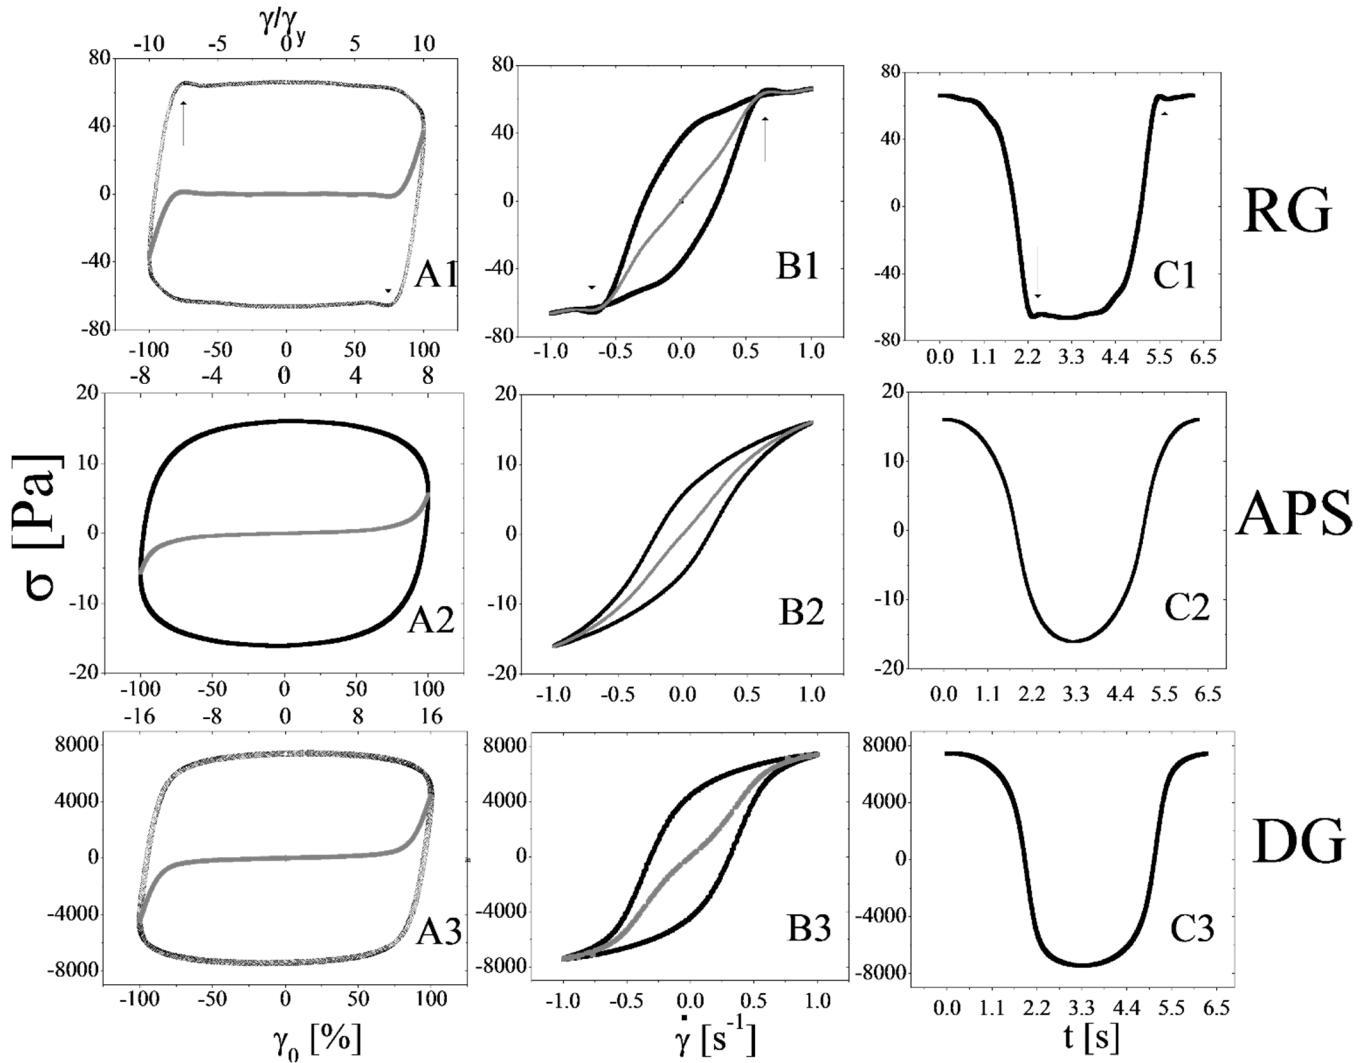 γ/γy
-10 -5 0 5 10
80 40 0 -40 -80
A1
-100 -50 0 50 100
80 40 0 -40 -80
B1
-1.0 -0.5 0.0 0.5 1.0
80 40 0 -40 -80
C1
0.0 1.1 2.2 3.3 4.4 5.5 6.5
RG
-8 -4 0 4 8
20 10 0 -10 -20
A2
-100 -50 0 50 100
20 10 0 -10 -20
B2
-1.0 -0.5 0.0 0.5 1.0
20 10 0 -10 -20
C2
0.0 1.1 2.2 3.3 4.4 5.5 6.5
APS
σ [Pa]
-16 -8 0 8 16
8000 4000 0 -4000 -8000
A3
-100 -50 0 50 100
8000 4000 0 -4000 -8000
B3
-1.0 -0.5 0.0 0.5 1.0
8000 4000 0 -4000 -8000
C3
0.0 1.1 2.2 3.3 4.4 5.5 6.5
DG
γ0 [%]
γ̇ [s-1]
t [s]